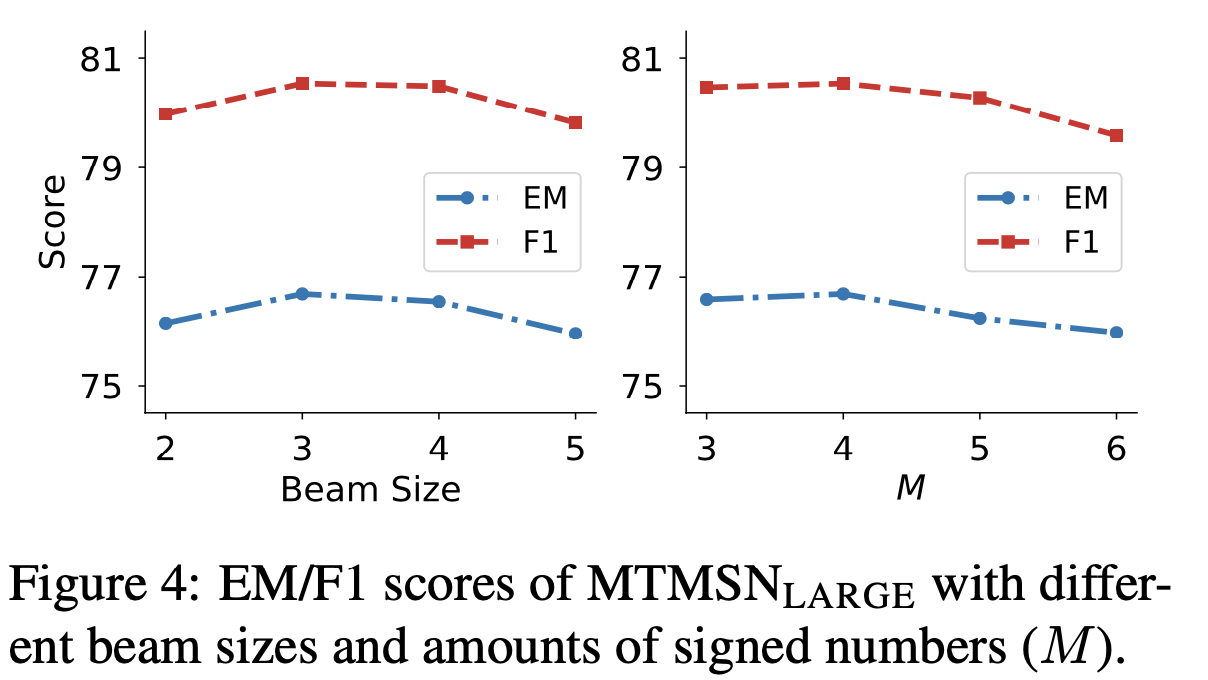 81
79
77
75
Score
EM
F1
2 3 4 5
Beam Size
81
79
77
75
EM
F1
3 4 5 6
M
Figure 4: EM/F1 scores of MTMSN_LARGE with differ-
ent beam sizes and amounts of signed numbers (M).